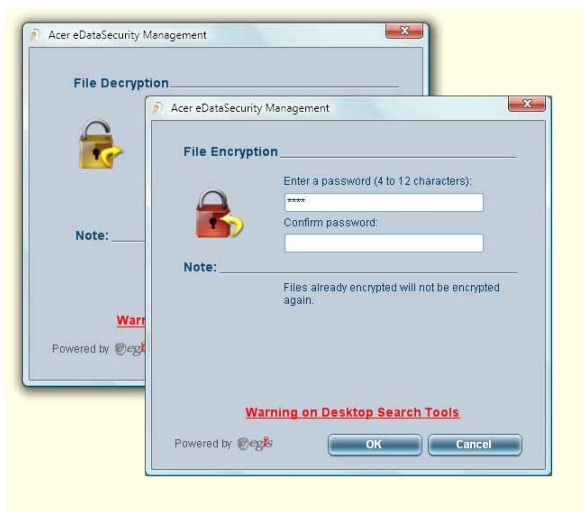 Acer eDataSecurity Management
File Decryption
Note:
Powered by egis
Acer eDataSecurity Management
File Encryption
Enter a password (4 to 12 characters):
****
Confirm password:
Note:
Files already encrypted will not be encrypted
again.
Warning on Desktop Search Tools
Powered by egis
OK
Cancel